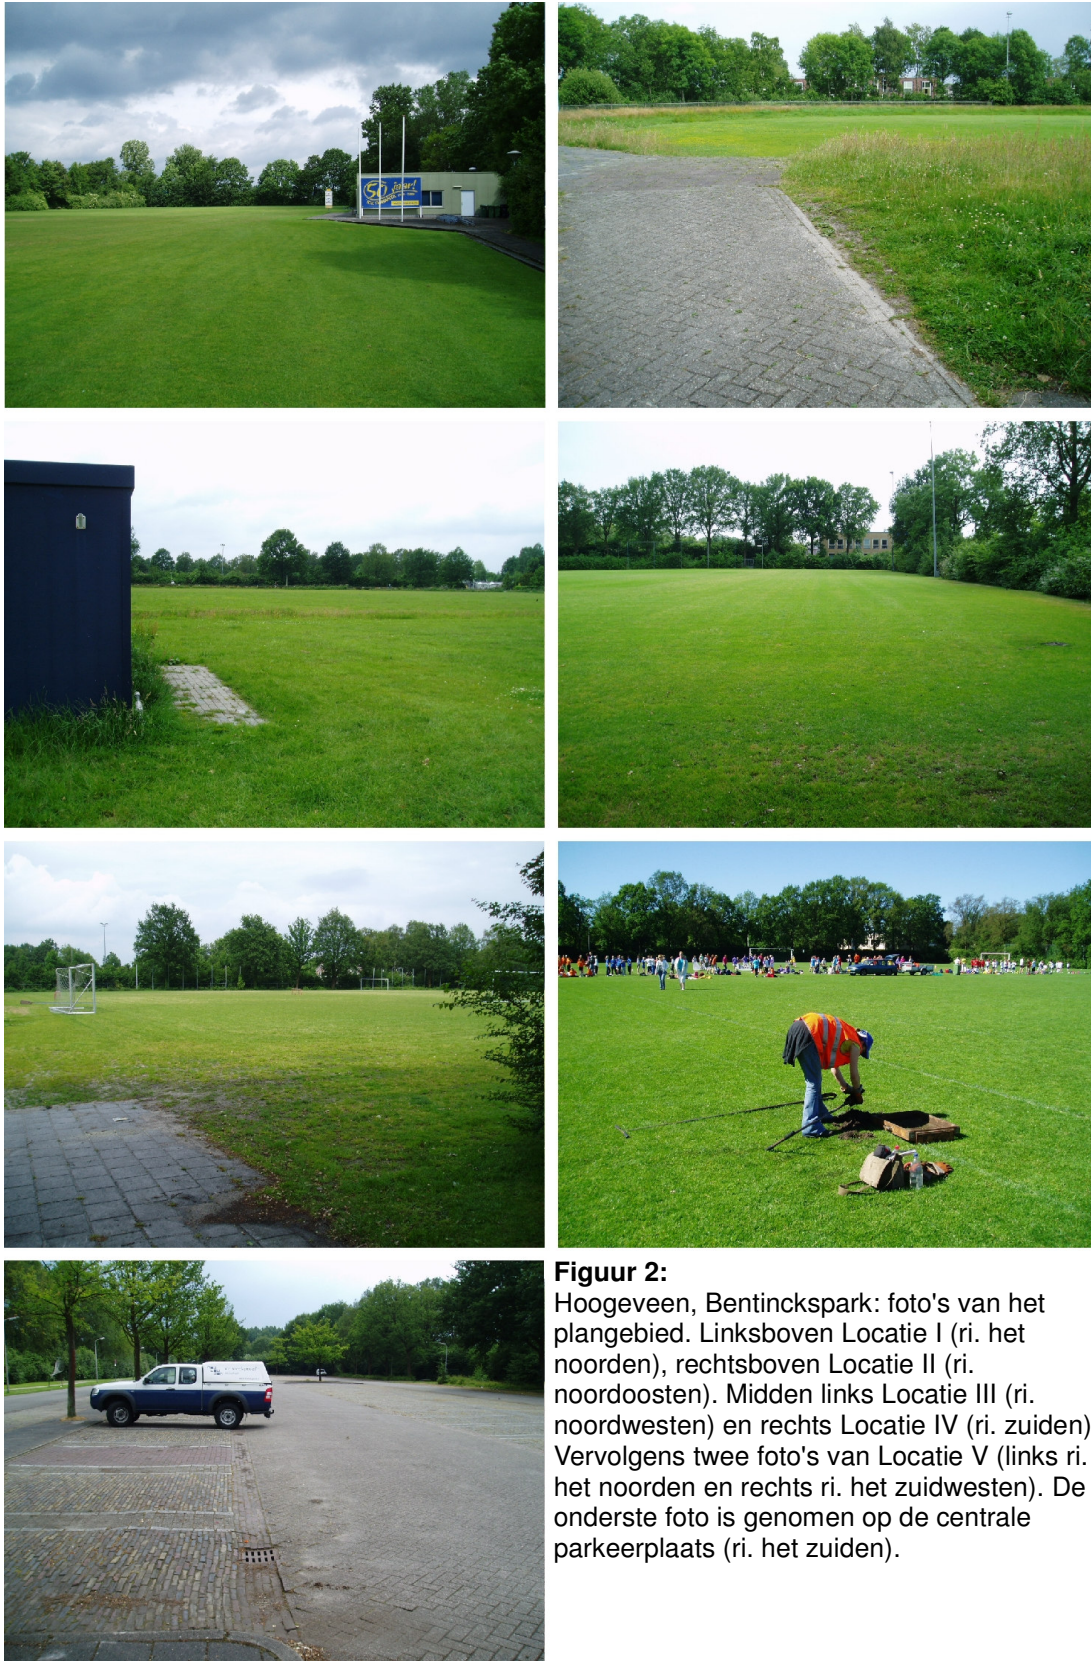 50 jaar!
Figuur 2:
Hoogeveen, Bentinckspark: foto's van het
plangebied. Linksboven Locatie I (ri. het
noorden), rechtsboven Locatie II (ri.
noordoosten). Midden links Locatie III (ri.
noordwesten) en rechts Locatie IV (ri. zuiden)
Vervolgens twee foto's van Locatie V (links ri.
het noorden en rechts ri. het zuidwesten). De
onderste foto is genomen op de centrale
parkeerplaats (ri. het zuiden).